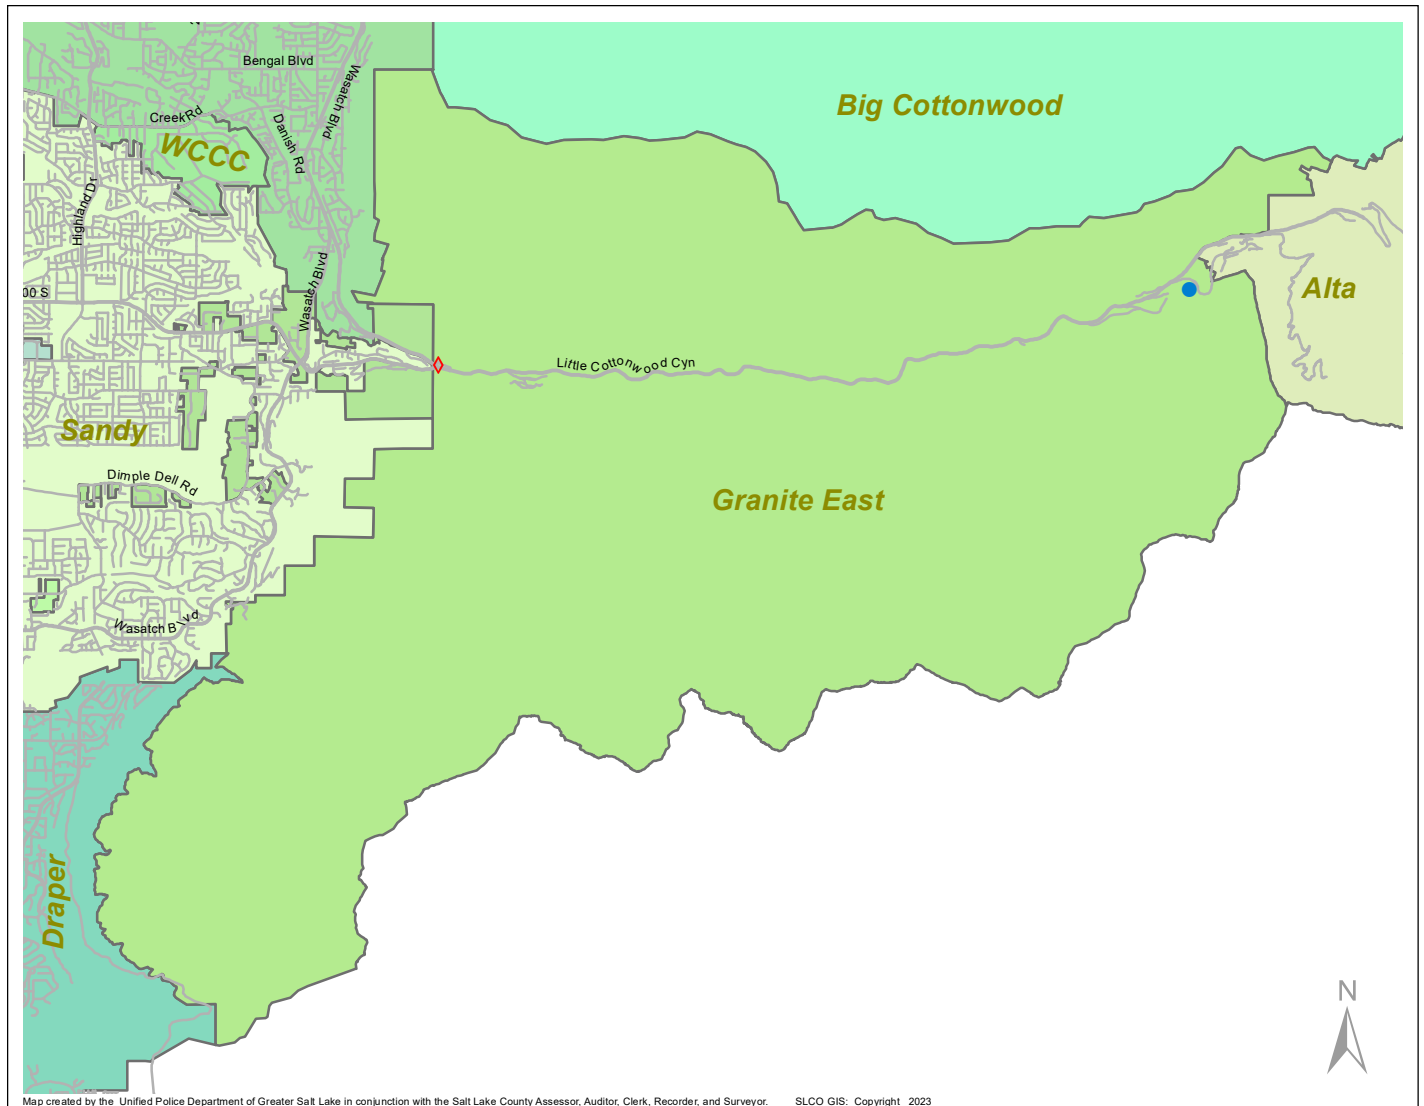 Bengal Blvd
Wasatch Blvd
Big Cottonwood
Creek Rd
Danish Rd
WCCC
Highland Dr
Wasatch Blvd
00 S
Alta
Little Cottonwood Cyn
Sandy
Dimple Dell Rd
Granite East
Wasatch Blvd
Draper
N
Map created by the Unified Police Department of Greater Salt Lake in conjunction with the Salt Lake County Assessor, Auditor, Clerk, Recorder, and Surveyor. SLCO GIS: Copyright 2023